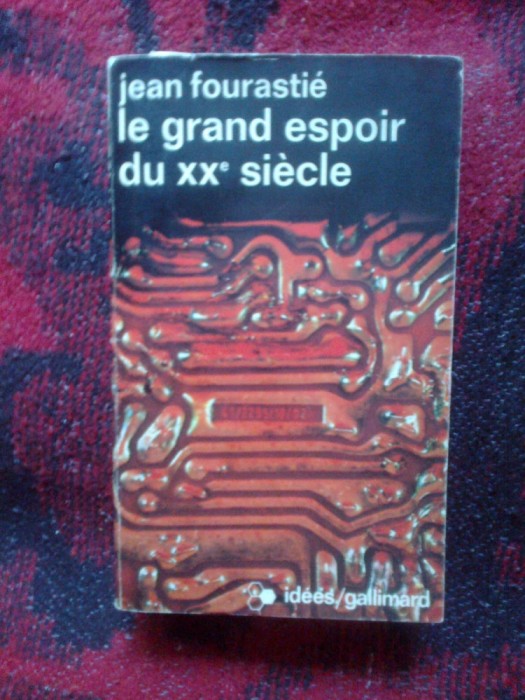 jean fourastié
le grand espoir
du xxᵉ siècle
idées/gallimard